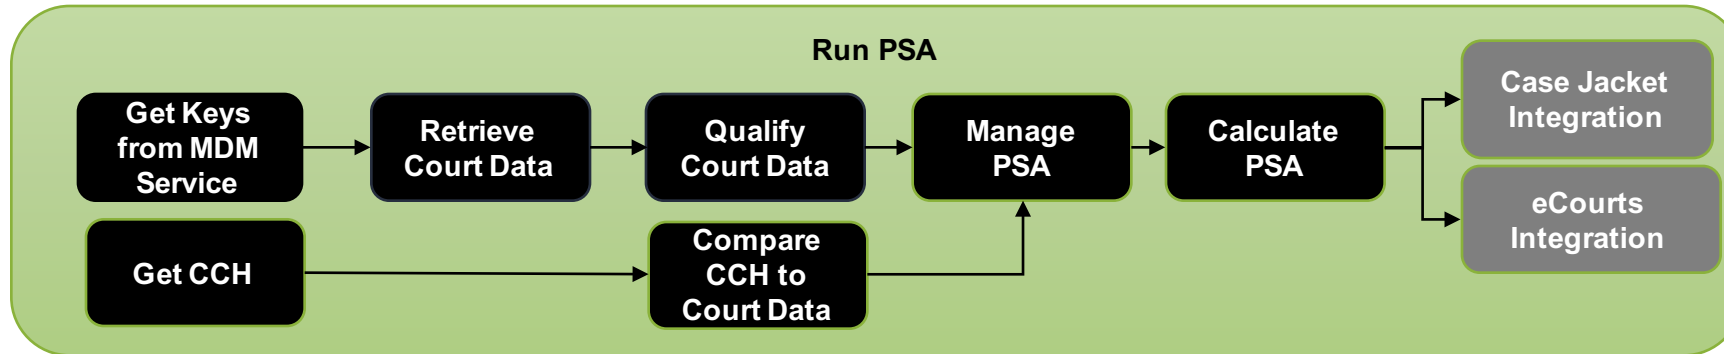 Run PSA
Get Keys
from MDM
Service
Retrieve
Court Data
Qualify
Court Data
Manage
PSA
Calculate
PSA
Case Jacket
Integration
eCourts
Integration
Get CCH
Compare
CCH to
Court Data